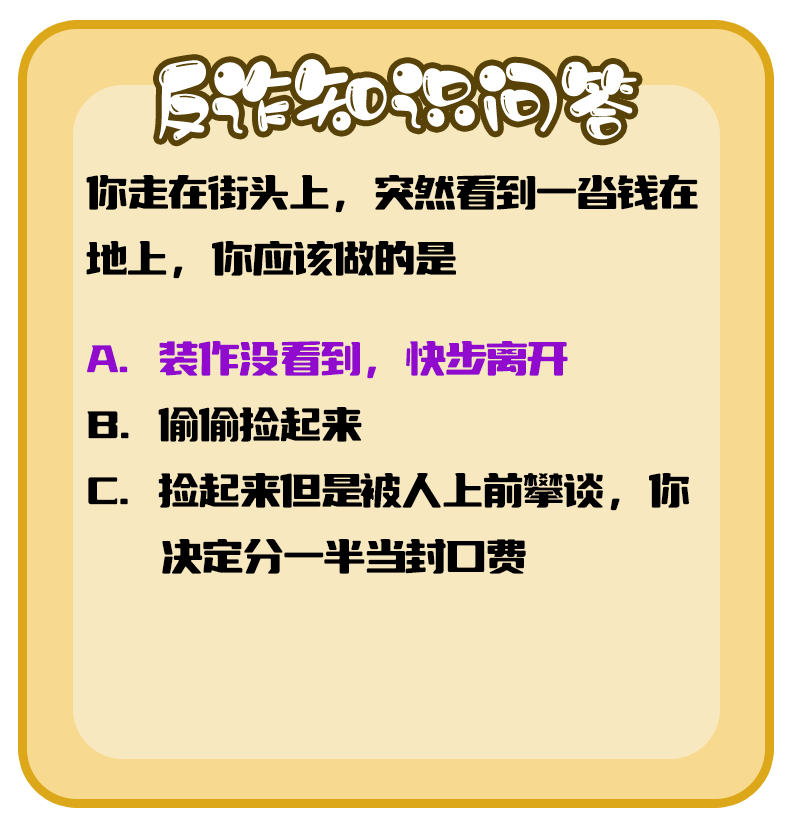 反诈知识问答
你走在街头上，突然看到一沓钱在
地上，你应该做的是
A. 装作没看到，快步离开
B. 偷偷捡起来
C. 捡起来但是被人上前攀谈，你
决定分一半当封口费